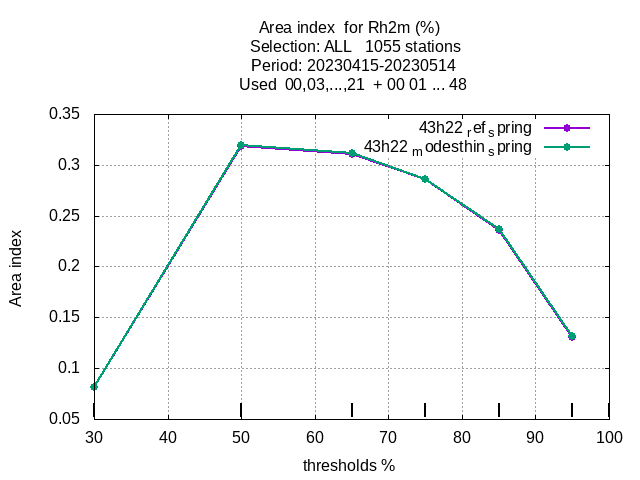 Area index  for Rh2m (%)
Selection: ALL   1055 stations
Period: 20230415-20230514
Used  00,03,...,21  + 00 01 ... 48
0.35
43h22 ref spring
43h22 modesthin spring
0.3
0.25
0.2
0.15
0.1
0.05
Area index
30 40 50 60 70 80 90 100
thresholds %